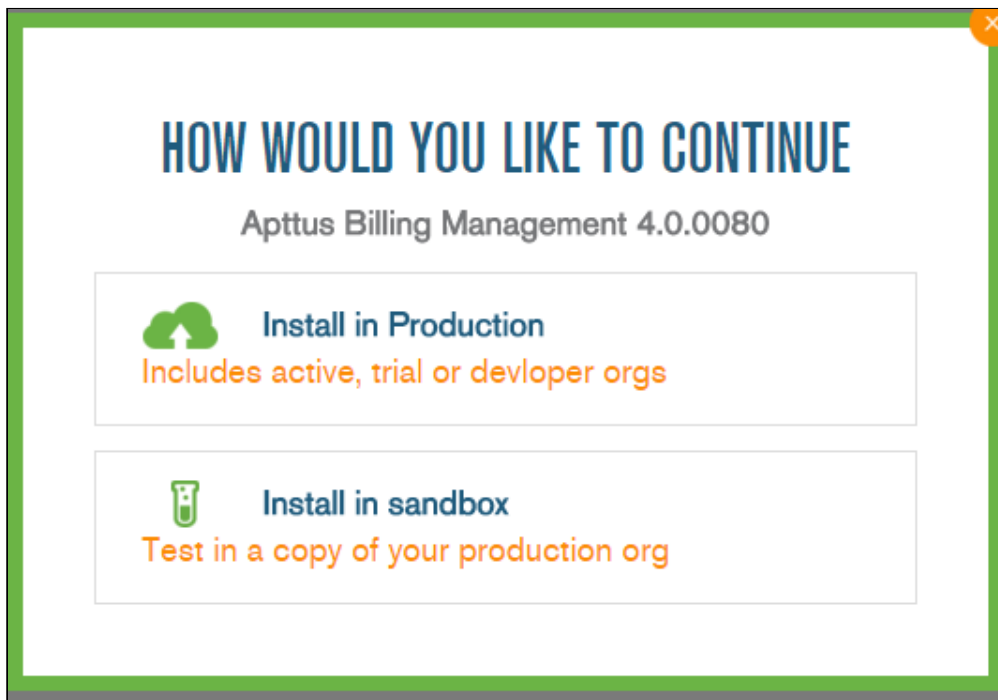 HOW WOULD YOU LIKE TO CONTINUE
Apttus Billing Management 4.0.0080
Install in Production
Includes active, trial or devloper orgs
Install in sandbox
Test in a copy of your production org